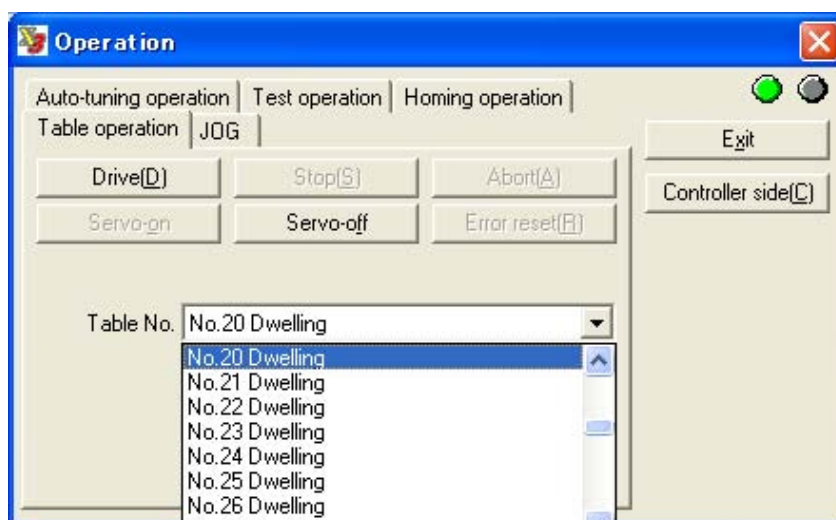 Operation
Auto-tuning operation Test operation Homing operation
Table operation JOG
Exit
Drive(D) Stop(S) Abort(A)
Controller side(C)
Servo-on Servo-off Error reset(R)
Table No. No.20 Dwelling
No.20 Dwelling
No.21 Dwelling
No.22 Dwelling
No.23 Dwelling
No.24 Dwelling
No.25 Dwelling
No.26 Dwelling